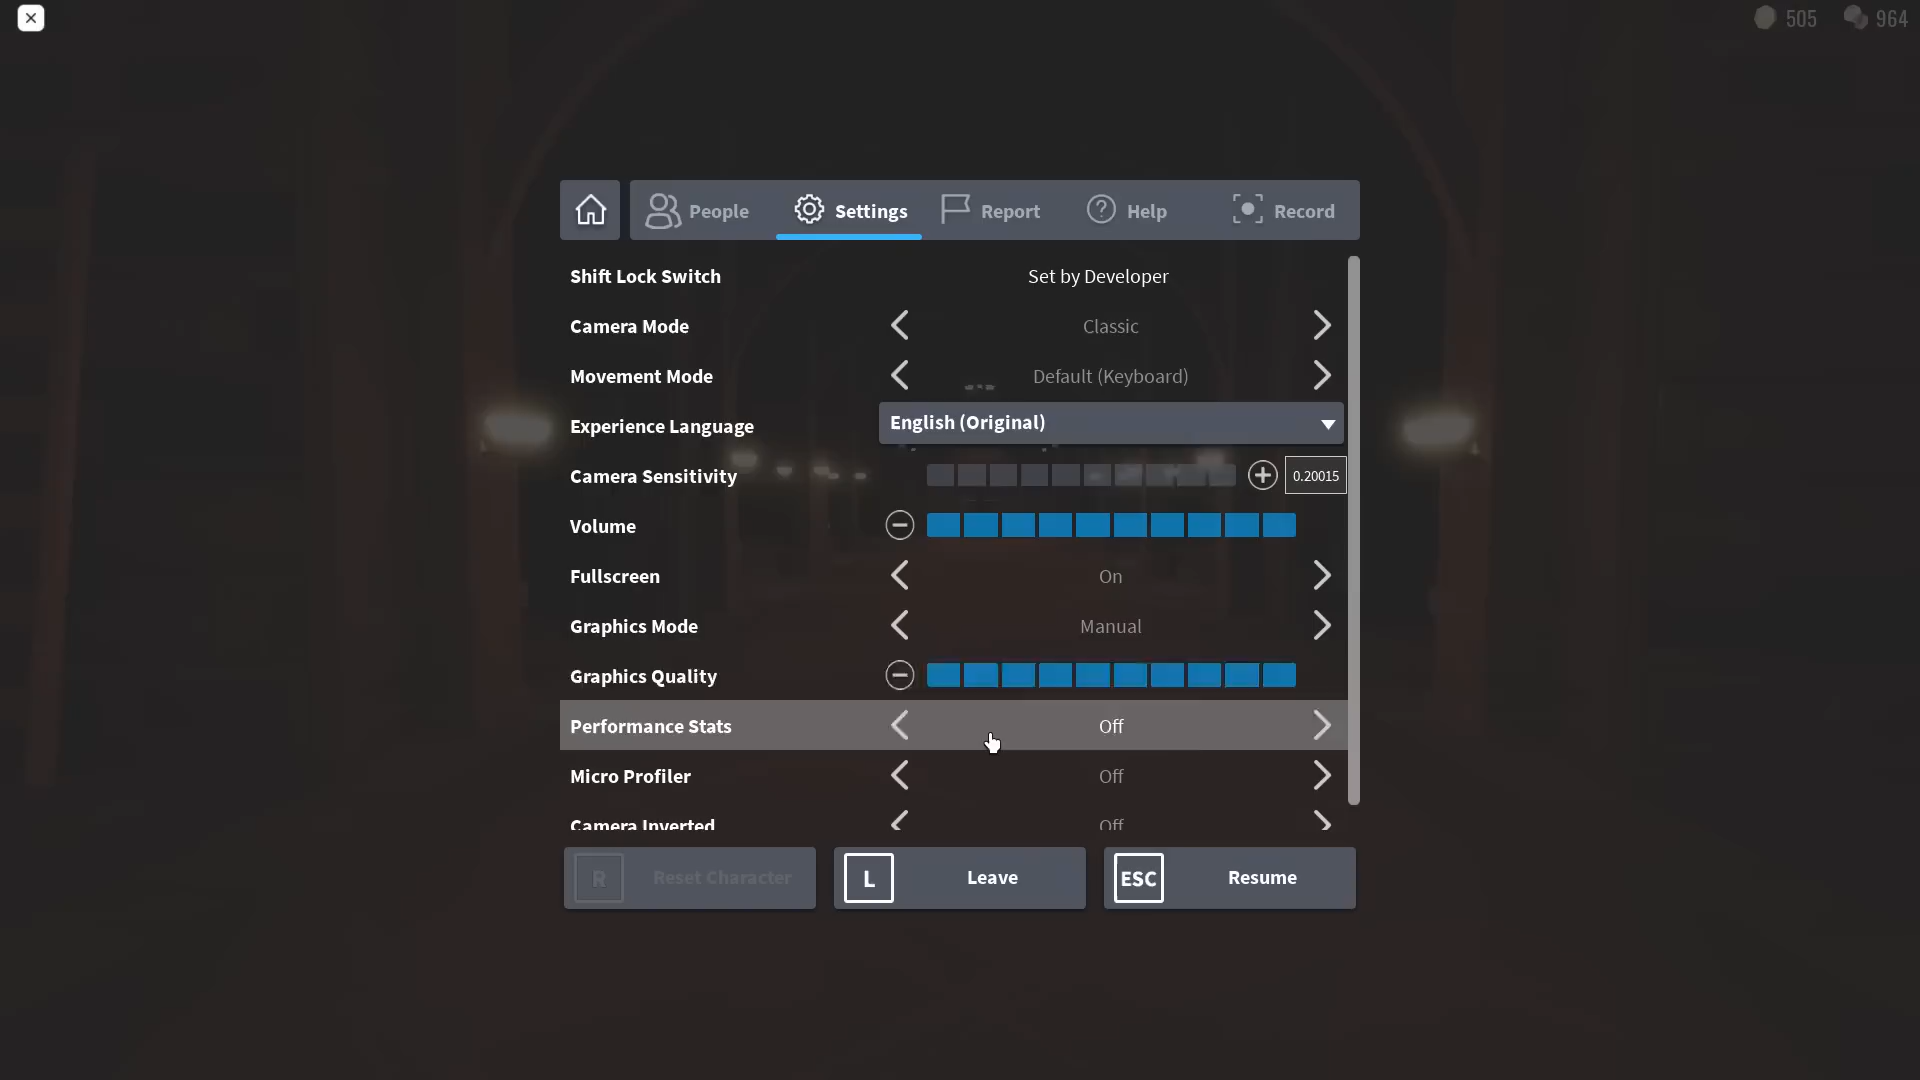 505 964
People Settings Report Help Record
Shift Lock Switch Set by Developer
Camera Mode Classic
Movement Mode Default (Keyboard)
Experience Language English (Original)
Camera Sensitivity 0.20015
Volume
Fullscreen On
Graphics Mode Manual
Graphics Quality
Performance Stats Off
Micro Profiler Off
Camera Inverted Off
R Reset Character L Leave ESC Resume